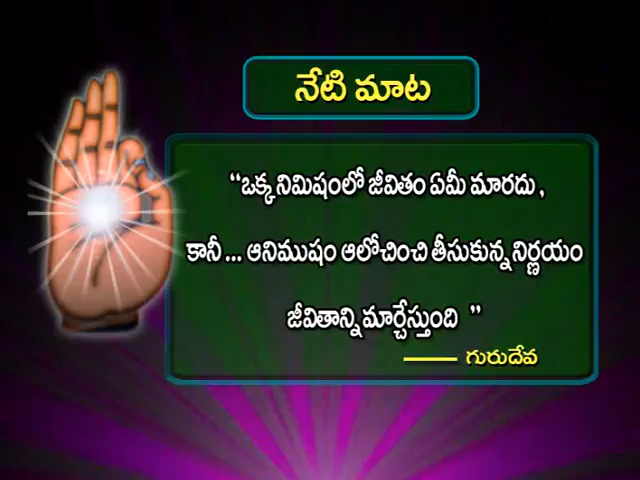 నేటి మాట
“ఒక్క నిమిషంలో జీవితం ఏమీ మారదు ,
కానీ ... ఆనిముషం ఆలోచించి తీసుకున్న నిర్ణయం
జీవితాన్ని మార్చేస్తుంది ”
—— గురుదేవ